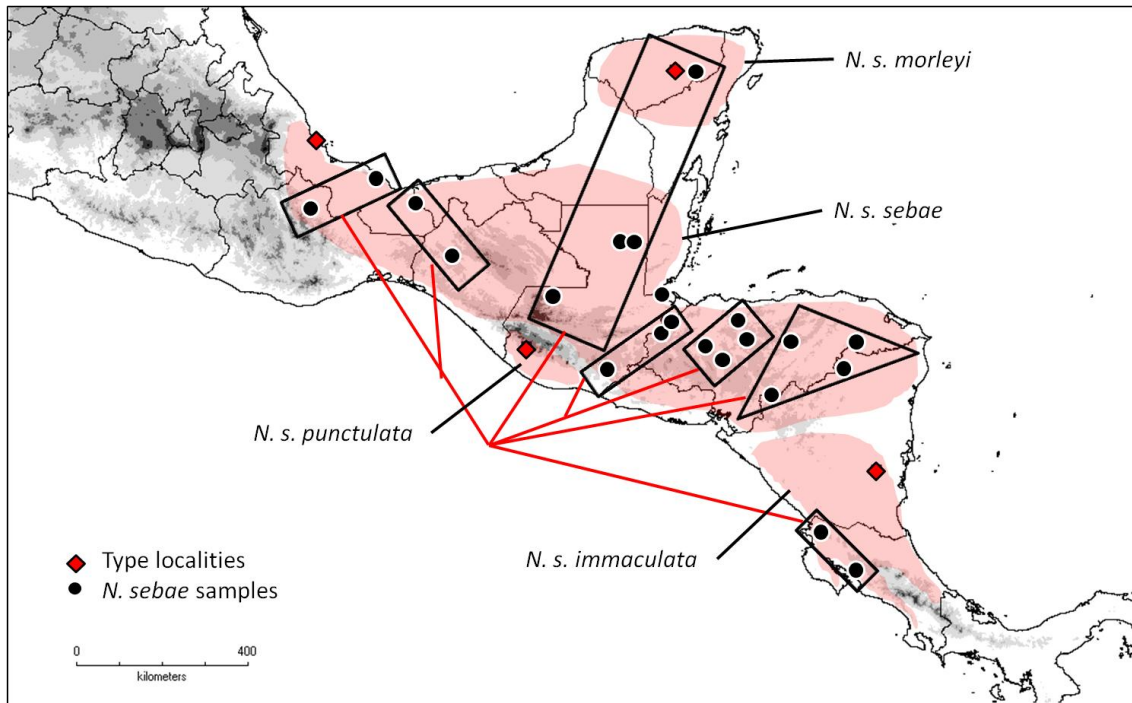 N. s. morleyi
N. s. sebae
N. s. punctulata
N. s. immaculata
Type localities
N. sebae samples
0 400
kilometers